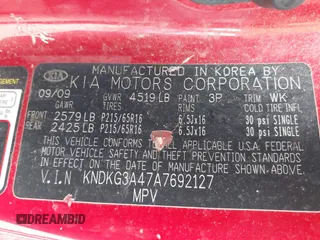 MANUFACTURED IN KOREA BY
KIA KIA MOTORS CORPORATION
09/09 GVWR 4519 LB PAINT 3P TRIM WK
GAWR TIRES RIMS COLD TIRE INFL
FRONT 2579 LB P215/65R16 6.5Jx16 30 psi SINGLE
REAR 2425 LB P215/65R16 6.5Jx16 30 psi SINGLE
THIS VEHICLE CONFORMS TO ALL APPLICABLE U.S.A. FEDERAL
MOTOR VEHICLE SAFETY STANDARDS IN EFFECT ON
THE DATE OF MANUFACTURE SHOWN ABOVE.
V.I.N KNDKG3A47A7692127
MPV
© DREAMBID